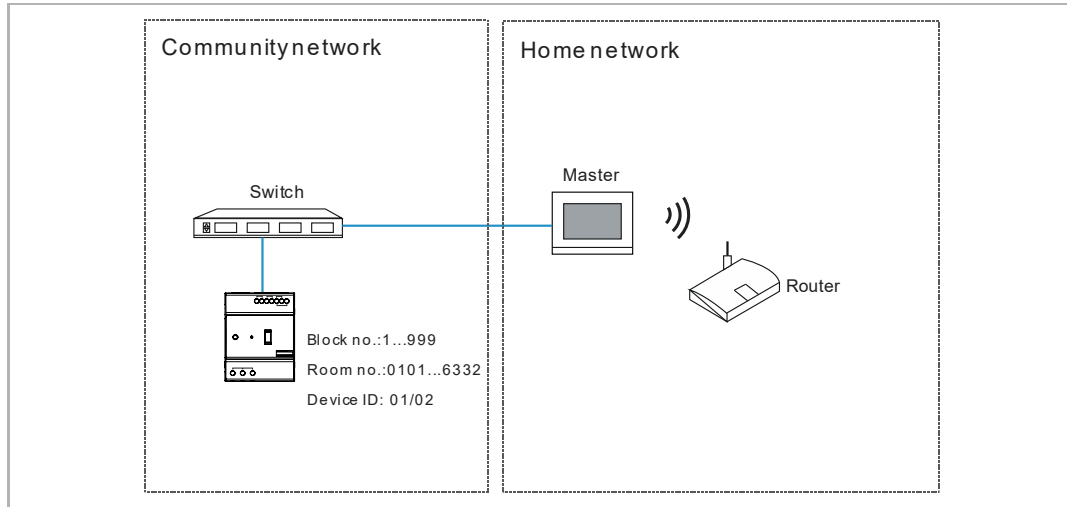 Community network
Home network
Switch
Master
Router
Block no.:1...999
Room no.:0101...6332
Device ID: 01/02